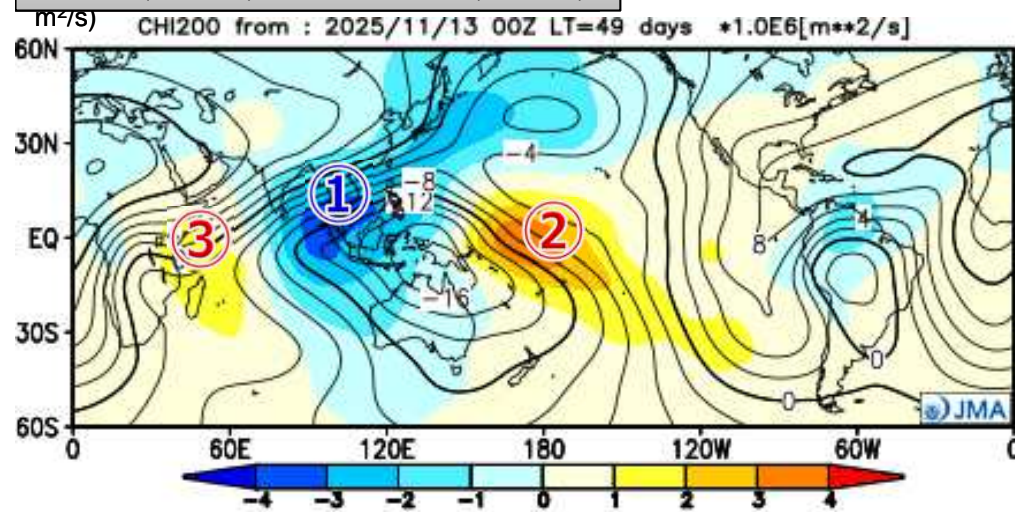 m²/s)
CHI200 from : 2025/11/13 00Z LT=49 days *1.0E6[m**2/s]
60N
30N
EQ
30S
60S
-4
-8
12
-16
8
4
0
0
①
②
③
JMA
0 60E 120E 180 120W 60W 0
-4 -3 -2 -1 0 1 2 3 4